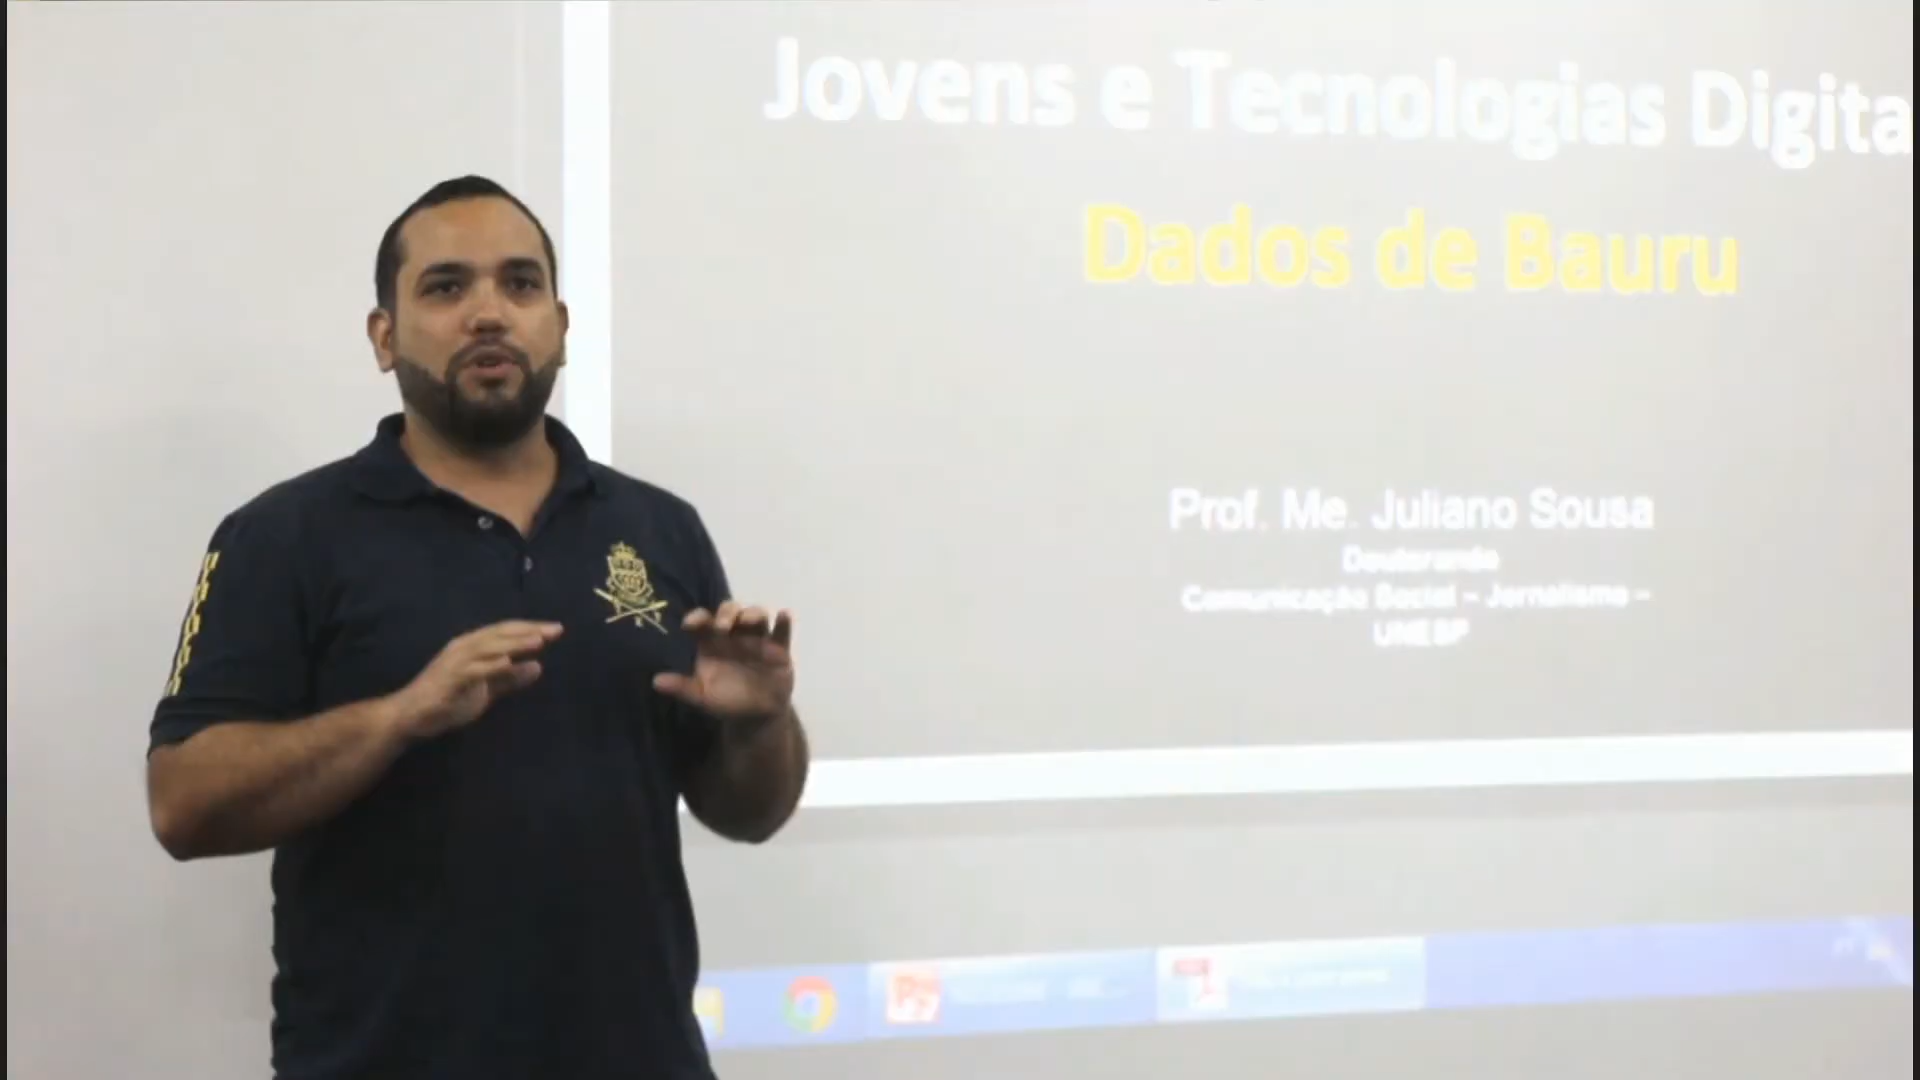 Jovens e Tecnologias Digita
Dados de Bauru
Prof. Me. Juliano Sousa
Doutorando
Comunicação Social – Jornalismo –
UNESP